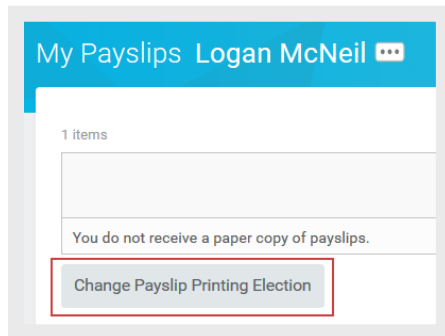 My Payslips Logan McNeil
1 items
You do not receive a paper copy of payslips.
Change Payslip Printing Election